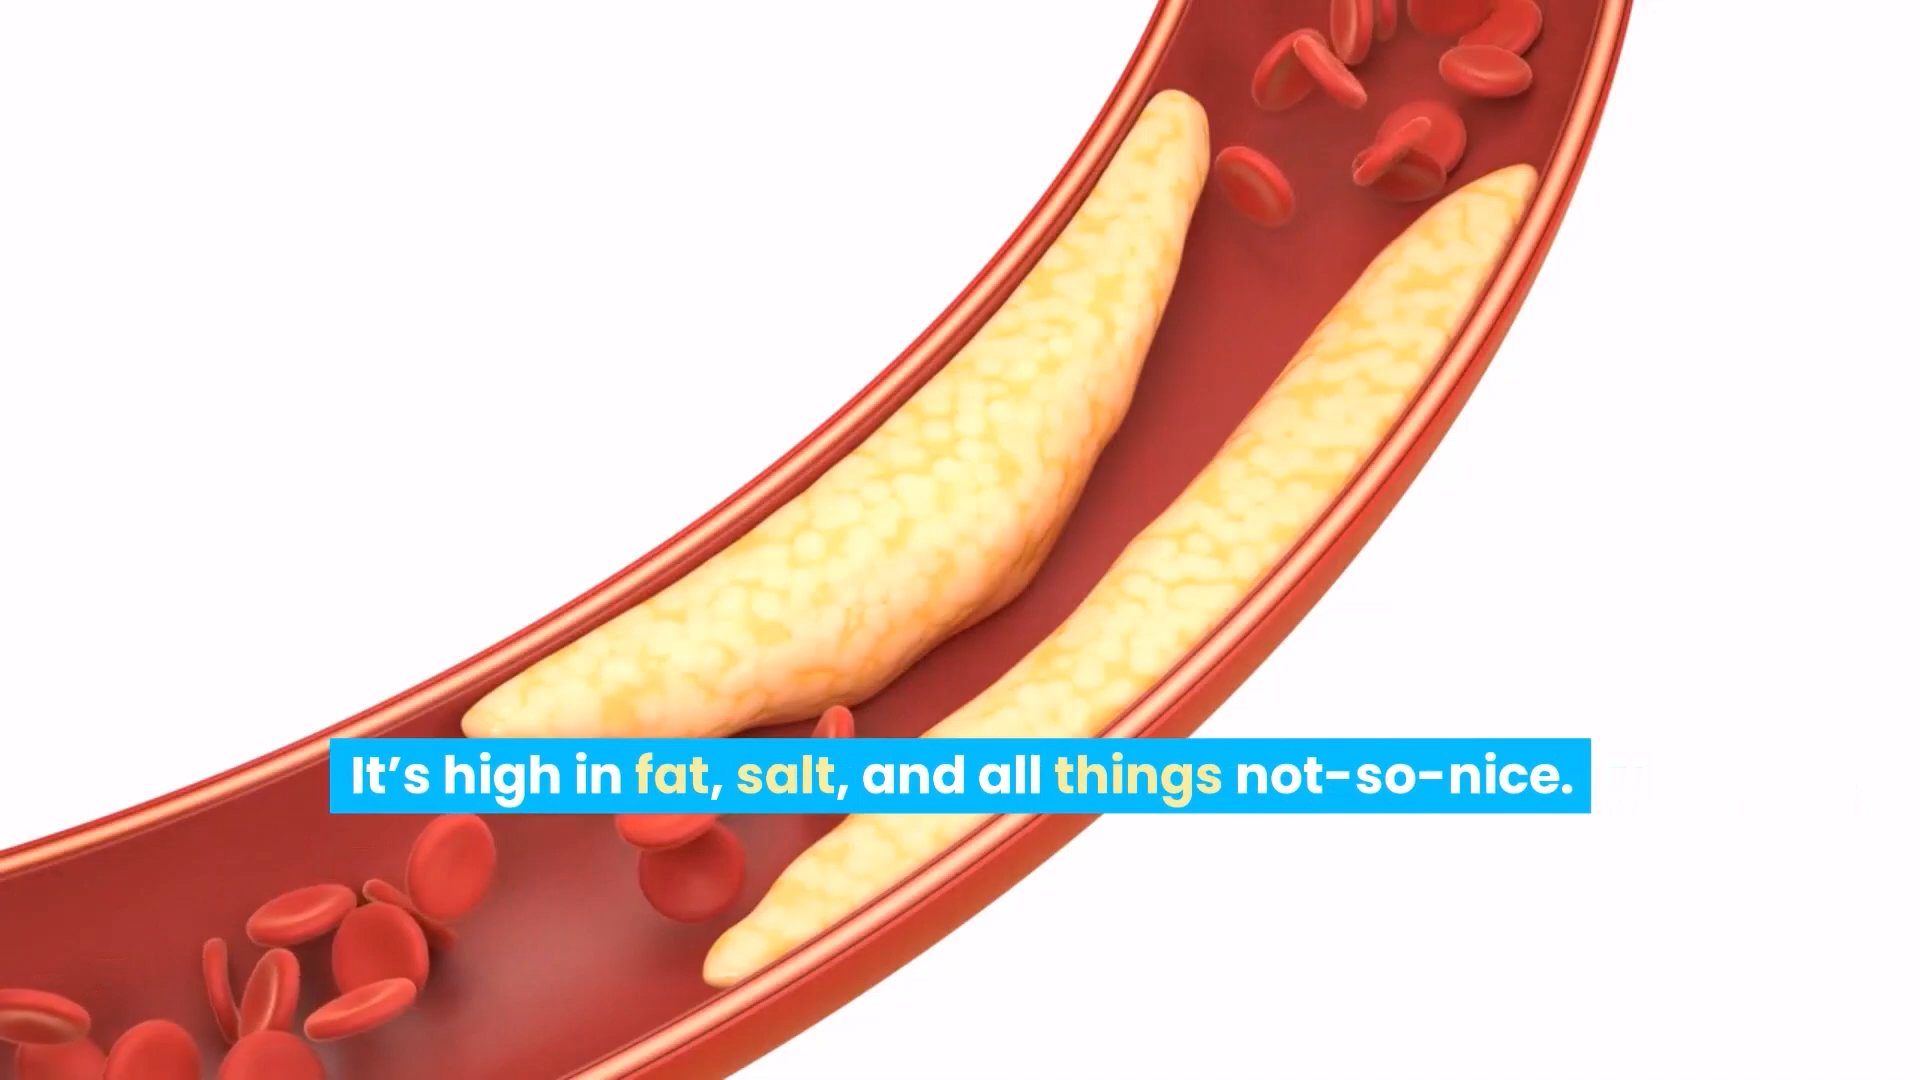 It’s high in fat, salt, and all things not-so-nice.